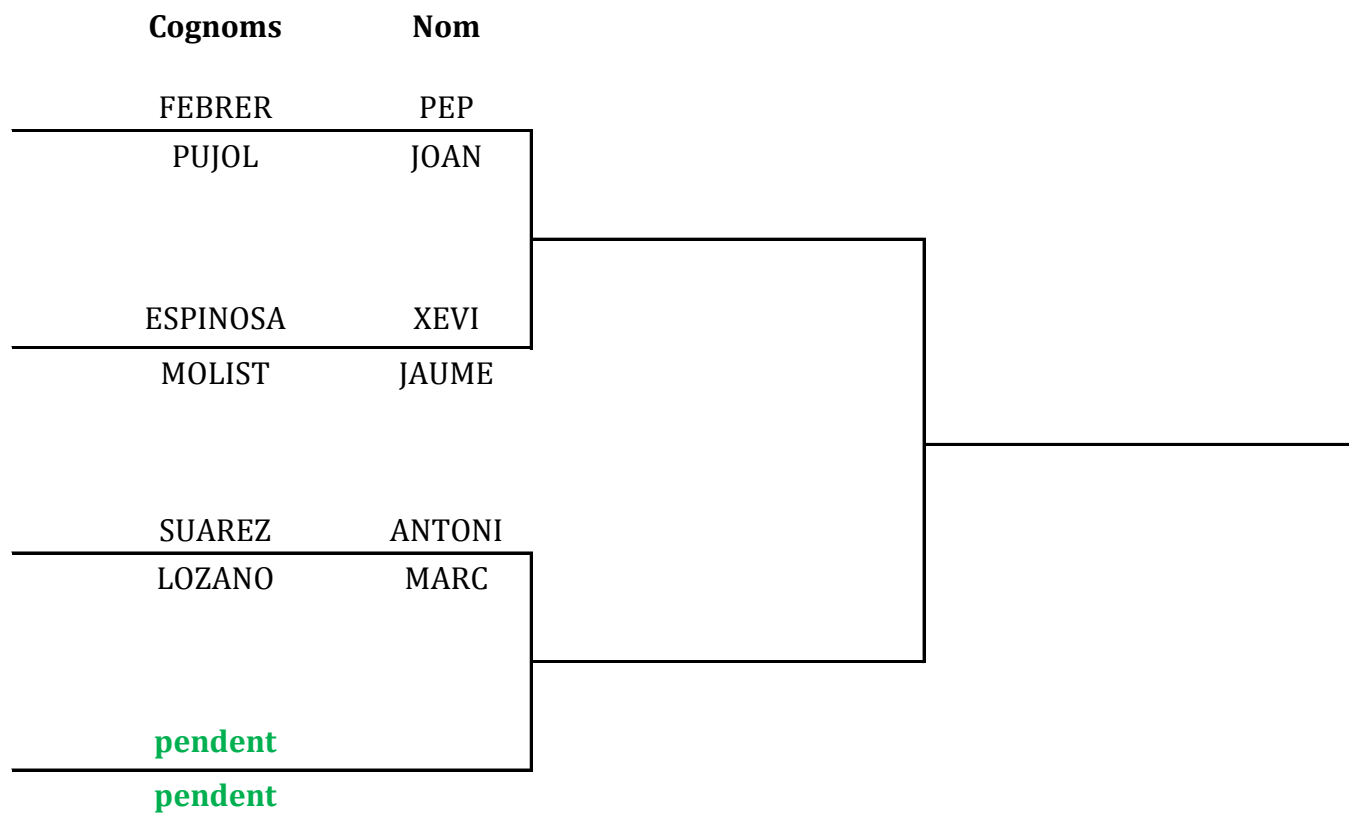 Cognoms Nom
FEBRER PEP
PUJOL JOAN
ESPINOSA XEVI
MOLIST JAUME
SUAREZ ANTONI
LOZANO MARC
pendent
pendent